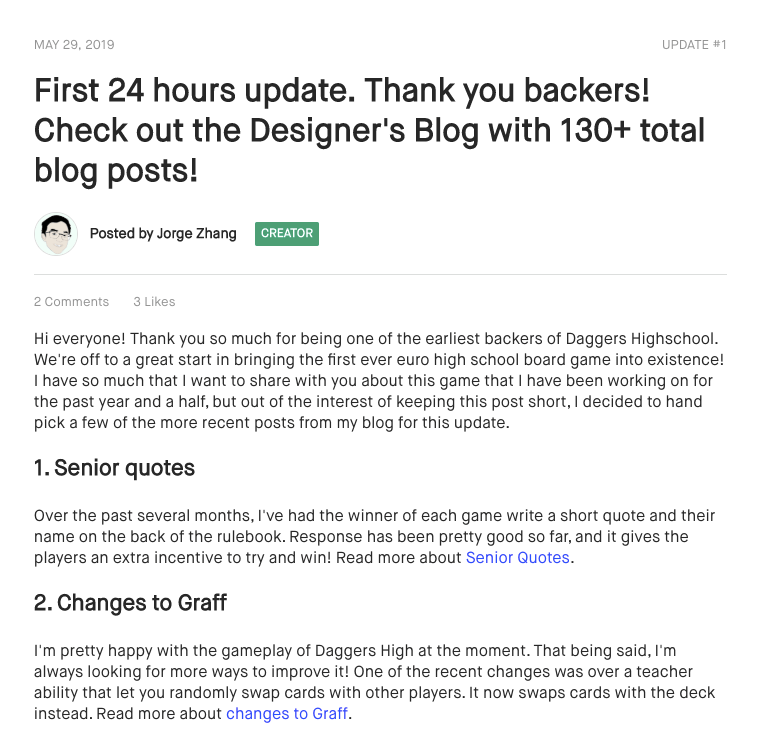 MAY 29, 2019
UPDATE #1
First 24 hours update. Thank you backers!
Check out the Designer's Blog with 130+ total
blog posts!
Posted by Jorge Zhang
CREATOR
2 Comments
3 Likes
Hi everyone! Thank you so much for being one of the earliest backers of Daggers Highschool.
We're off to a great start in bringing the first ever euro high school board game into existence!
I have so much that I want to share with you about this game that I have been working on for
the past year and a half, but out of the interest of keeping this post short, I decided to hand
pick a few of the more recent posts from my blog for this update.
1. Senior quotes
Over the past several months, I've had the winner of each game write a short quote and their
name on the back of the rulebook. Response has been pretty good so far, and it gives the
players an extra incentive to try and win! Read more about Senior Quotes.
2. Changes to Graff
I'm pretty happy with the gameplay of Daggers High at the moment. That being said, I'm
always looking for more ways to improve it! One of the recent changes was over a teacher
ability that let you randomly swap cards with other players. It now swaps cards with the deck
instead. Read more about changes to Graff.